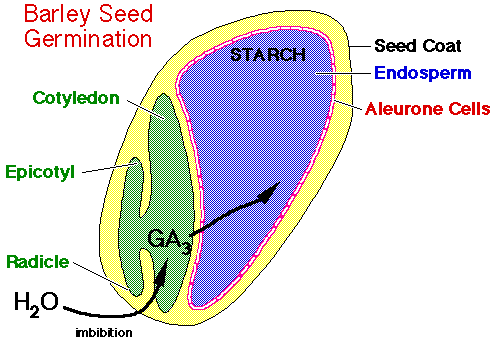 Barley Seed
Germination
STARCH
Seed Coat
Endosperm
Cotyledon
Aleurone Cells
Epicotyl
GA₃
Radicle
H₂O
imbibition